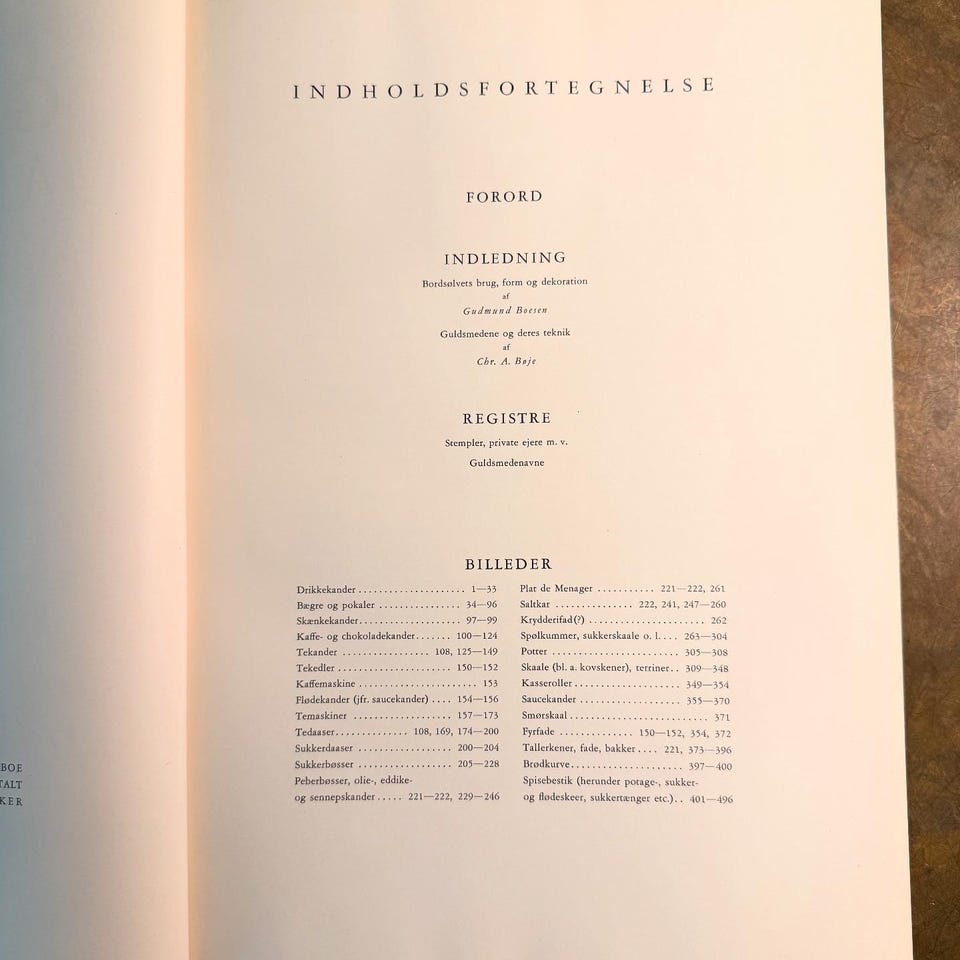 INDHOLDSFORTEGNELSE
FORORD
INDLEDNING
Bordsølvets brug, form og dekoration
af
Gudmund Boesen
Guldsmedene og deres teknik
af
Chr. A. Bøje
REGISTRE
Stempler, private ejere m. v.
Guldsmedenavne
BILLEDER
Drikkekander ..................... 1—33
Bægre og pokaler ................ 34—96
Skænkekander.................... 97—99
Kaffe- og chokoladekander....... 100—124
Tekander ................. 108, 125—149
Tekedler ...................... 150—152
Kaffemaskine ....................... 153
Flødekander (jfr. saucekander) .... 154—156
Temaskiner ................... 157—173
Tedaaser.............. 108, 169, 174—200
Sukkerdaaser .................. 200—204
Sukkerbøsser ................... 205—228
Peberbøsser, olie-, eddike-
og sennepskander ..... 221—222, 229—246
Plat de Menager ........... 221—222, 261
Saltkar ............... 222, 241, 247—260
Krydderifad(?) ....................... 262
Spølkummer, sukkerskaale o. l.... 263—304
Potter ......................... 305—308
Skaale (bl. a. kovskener), terriner.. 309—348
Kasseroller..................... 349—354
Saucekander .................... 355—370
Smørskaal ........................... 371
Fyrfade ............... 150—152, 354, 372
Tallerkener, fade, bakker .... 221, 373—396
Brødkurve...................... 397—400
Spisebestik (herunder potage-, sukker-
og flødeskeer, sukkertænger etc.).. 401—496
BOE
TALT
KER